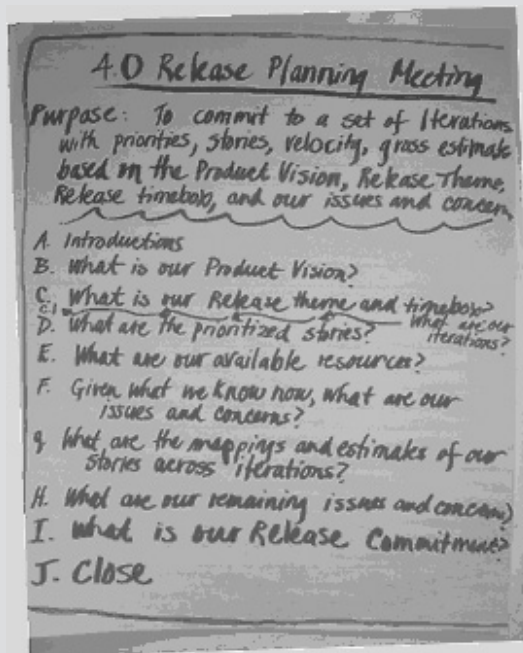 4.0 Release Planning Meeting
Purpose: To commit to a set of Iterations
with priorities, stories, velocity, gross estimate
based on the Product Vision, Release Theme,
Release timebox, and our issues and concern
A. Introductions
B. What is our Product Vision?
C. What is our Release theme and timebox?
C.1 What are our
iterations?
D. What are the prioritized stories?
E. What are our available resources?
F. Given what we know now, what are our
issues and concerns?
g What are the mappings and estimates of our
stories across iterations?
H. What are our remaining issues and concerns?
I. What is our Release Commitment?
J. Close